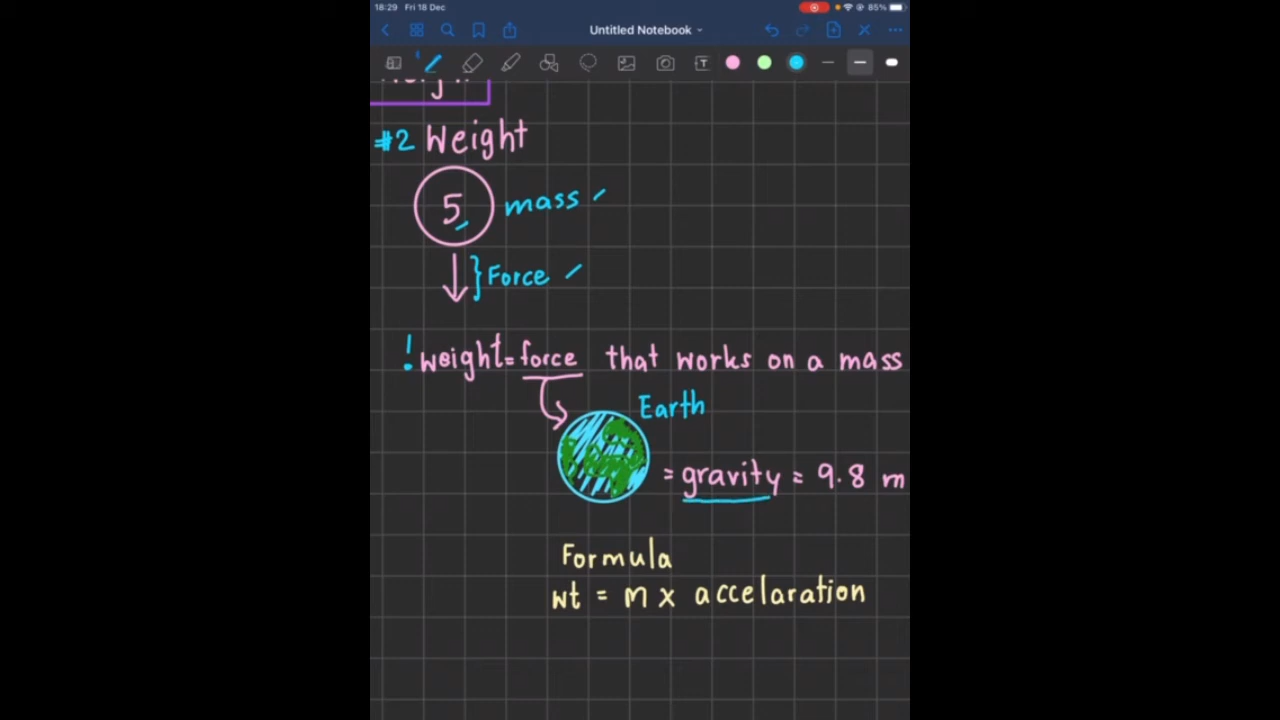 18:29 Fri 18 Dec
85%
Untitled Notebook
T
#2 Weight
5 mass
Force
! weight = force that works on a mass
Earth
= gravity = 9.8 m
Formula
wt = m x accelaration